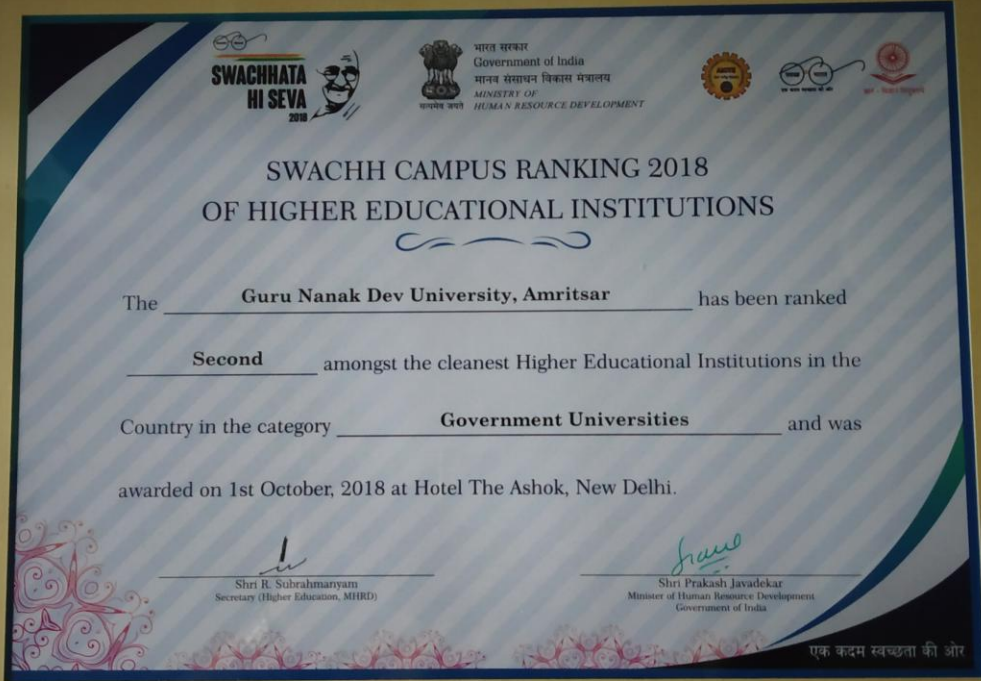 SWACHHATA
HI SEVA
2018
भारत सरकार
Government of India
मानव संसाधन विकास मंत्रालय
MINISTRY OF
HUMAN RESOURCE DEVELOPMENT
सत्यमेव जयते
SWACHH CAMPUS RANKING 2018
OF HIGHER EDUCATIONAL INSTITUTIONS
The Guru Nanak Dev University, Amritsar has been ranked
Second amongst the cleanest Higher Educational Institutions in the
Country in the category Government Universities and was
awarded on 1st October, 2018 at Hotel The Ashok, New Delhi.
Shri R. Subrahmanyam
Secretary (Higher Education, MHRD)
Shri Prakash Javadekar
Minister of Human Resource Development
Government of India
एक कदम स्वच्छता की ओर